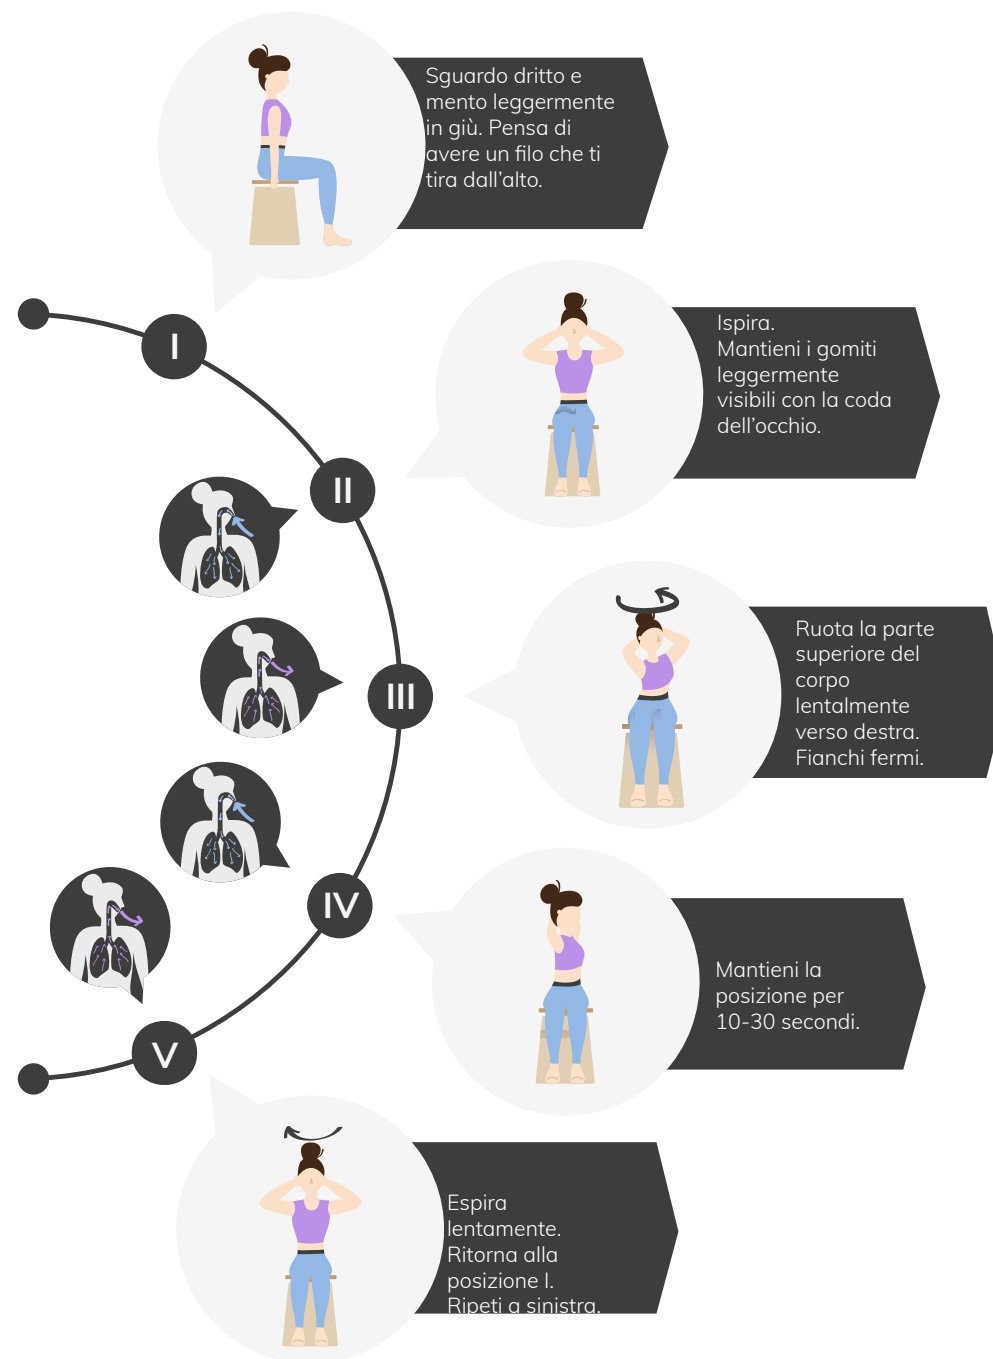 Sguardo dritto e
mento leggermente
in giù. Pensa di
avere un filo che ti
tira dall'alto.
I
Ispira.
Mantieni i gomiti
leggermente
visibili con la coda
dell'occhio.
II
Ruota la parte
superiore del
corpo
lentalmente
verso destra.
Fianchi fermi.
III
IV
Mantieni la
posizione per
10-30 secondi.
V
Espira
lentamente.
Ritorna alla
posizione I.
Ripeti a sinistra.